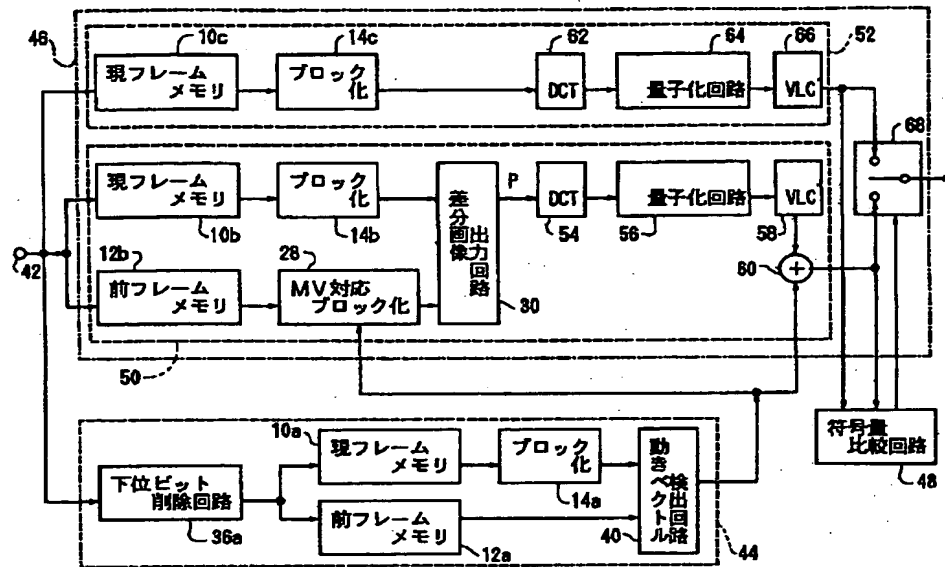 46
10c
14c
62
64
66
52
現フレーム
メモリ
ブロック
化
DCT
量子化回路
VLC
68
現フレーム
メモリ
ブロック
化
差分画像
出力回路
P
DCT
量子化回路
VLC
10b
14b
54
56
58
42
12b
28
60
前フレーム
メモリ
MV対応
ブロック化
30
50
10a
現フレーム
メモリ
ブロック
化
動きベクトル
検出回路
符号量
比較回路
48
下位ビット
削除回路
14a
36a
前フレーム
メモリ
40
44
12a